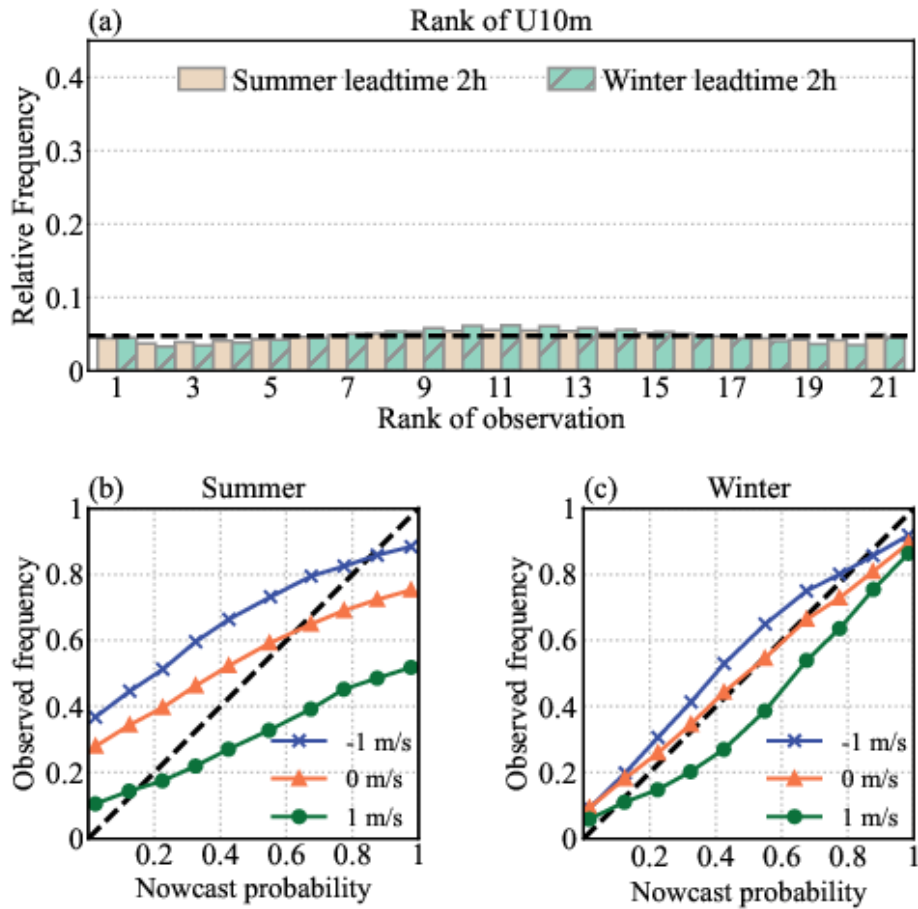 (a) Rank of U10m
Summer leadtime 2h Winter leadtime 2h
Relative Frequency
0.4
0.3
0.2
0.1
0
1 3 5 7 9 11 13 15 17 19 21
Rank of observation
(b) Summer
Observed frequency
1
0.8
0.6
0.4
0.2
0
-1 m/s
0 m/s
1 m/s
0.2 0.4 0.6 0.8 1
Nowcast probability
(c) Winter
Observed frequency
1
0.8
0.6
0.4
0.2
0
-1 m/s
0 m/s
1 m/s
0.2 0.4 0.6 0.8 1
Nowcast probability